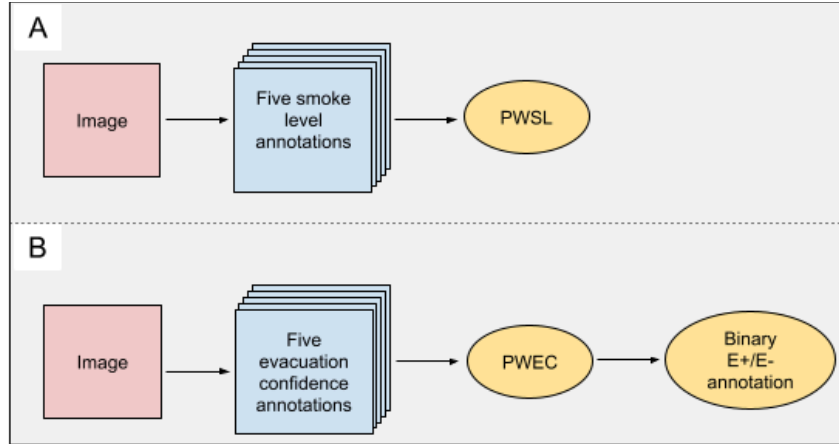 A
Image
Five smoke
level
annotations
PWSL
B
Image
Five
evacuation
confidence
annotations
PWEC
Binary
E+/E-
annotation